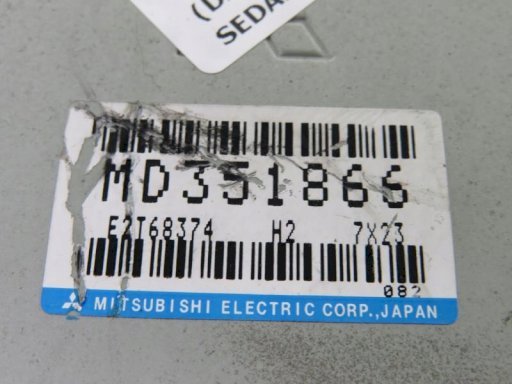 SEDA
MD351866
E2T68374 H2 7X23
082
MITSUBISHI ELECTRIC CORP., JAPAN